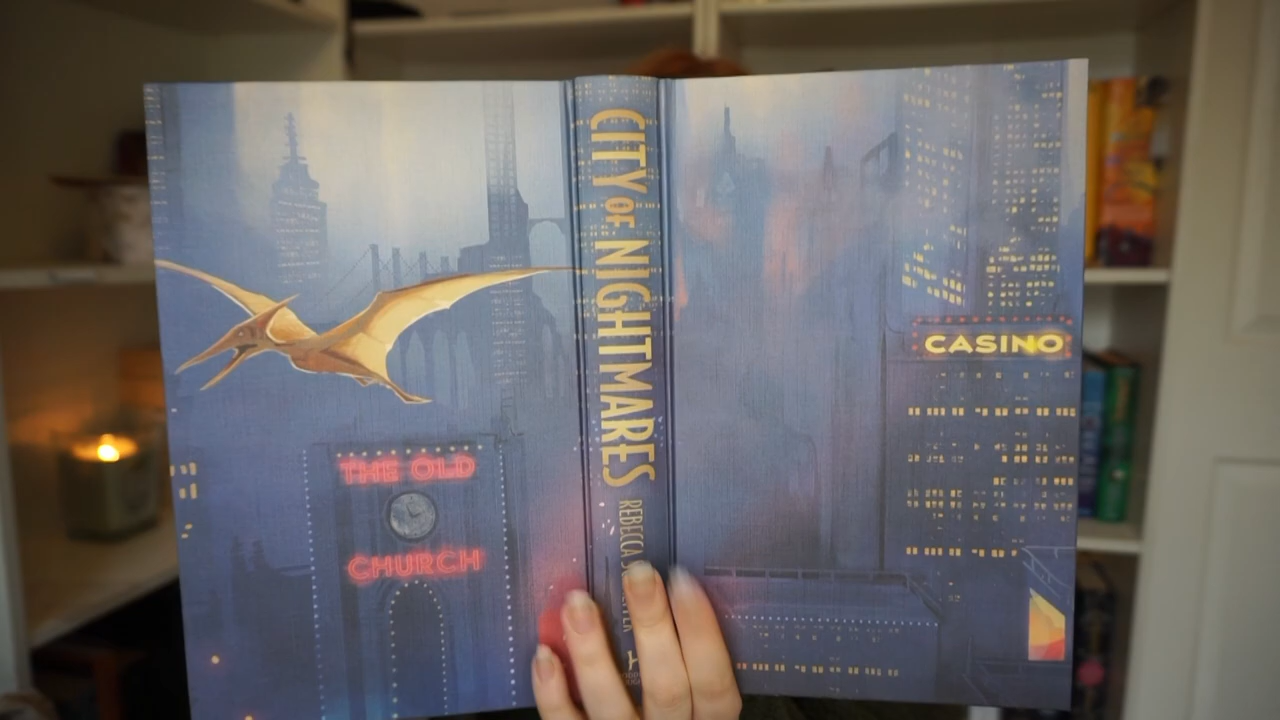 THE OLD
CHURCH
CITY OF NIGHTMARES
REBECCA
CASINO